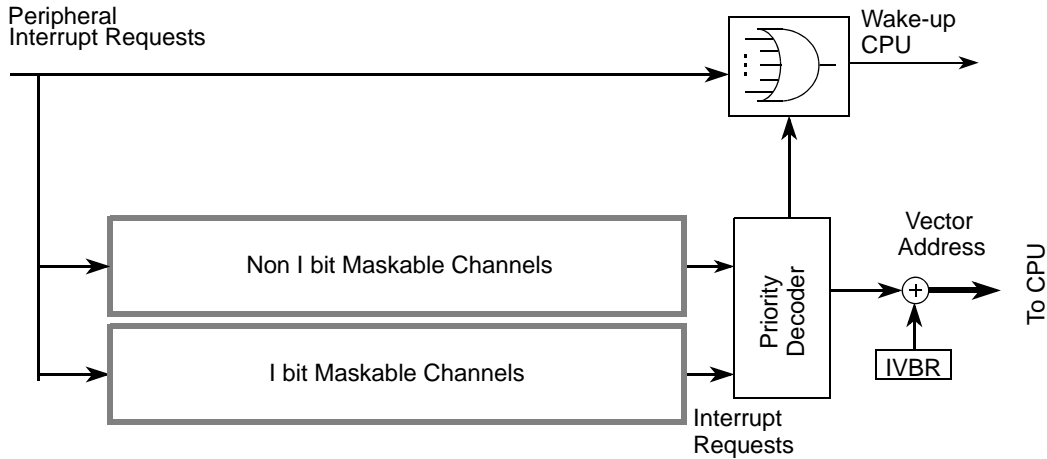 Peripheral
Interrupt Requests
Wake-up
CPU
Non I bit Maskable Channels
I bit Maskable Channels
Priority
Decoder
Interrupt
Requests
Vector
Address
IVBR
To CPU